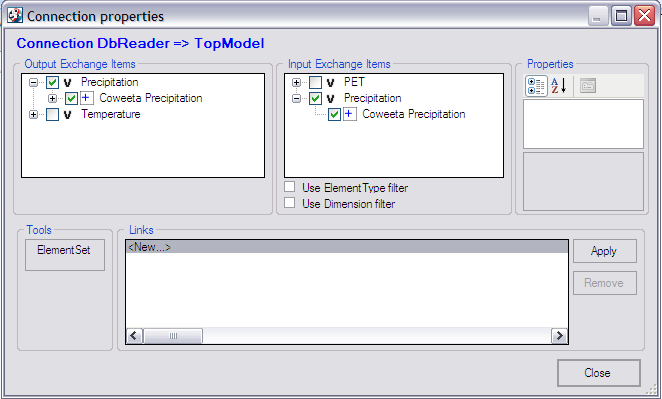 Connection properties
Connection DbReader => TopModel
Output Exchange Items
Input Exchange Items
Properties
Precipitation
Coweeta Precipitation
Temperature
PET
Precipitation
Coweeta Precipitation
Use ElementType filter
Use Dimension filter
Tools
Links
ElementSet
<New...>
Apply
Remove
Close